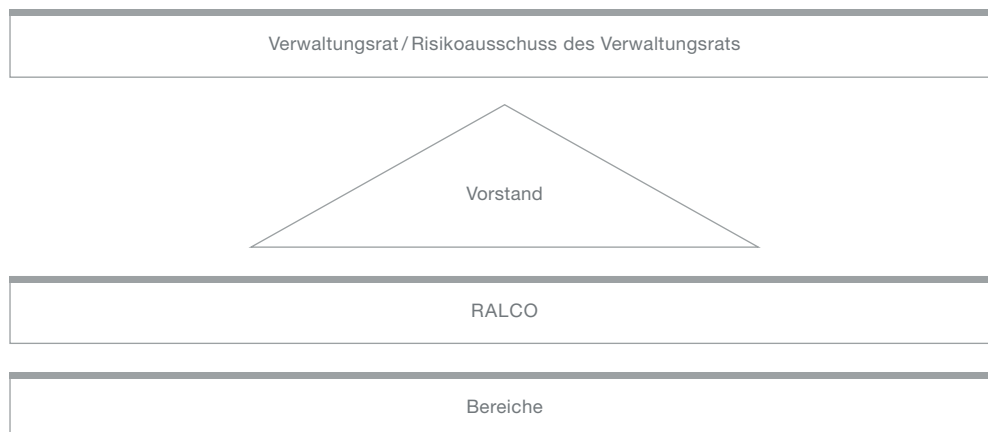 Verwaltungsrat/Risikoausschuss des Verwaltungsrats
Vorstand
RALCO
Bereiche